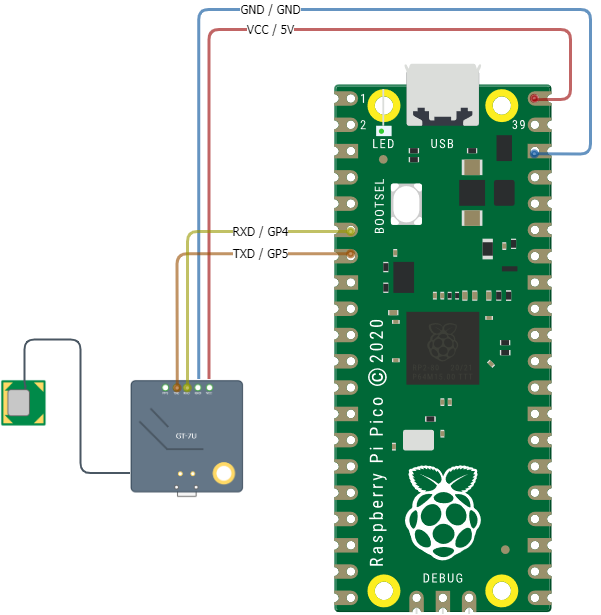 GND / GND
VCC / 5V
1
2
39
LED
USB
BOOTSEL
RXD / GP4
TXD / GP5
Raspberry Pi Pico © 2020
GT-7U
DEBUG